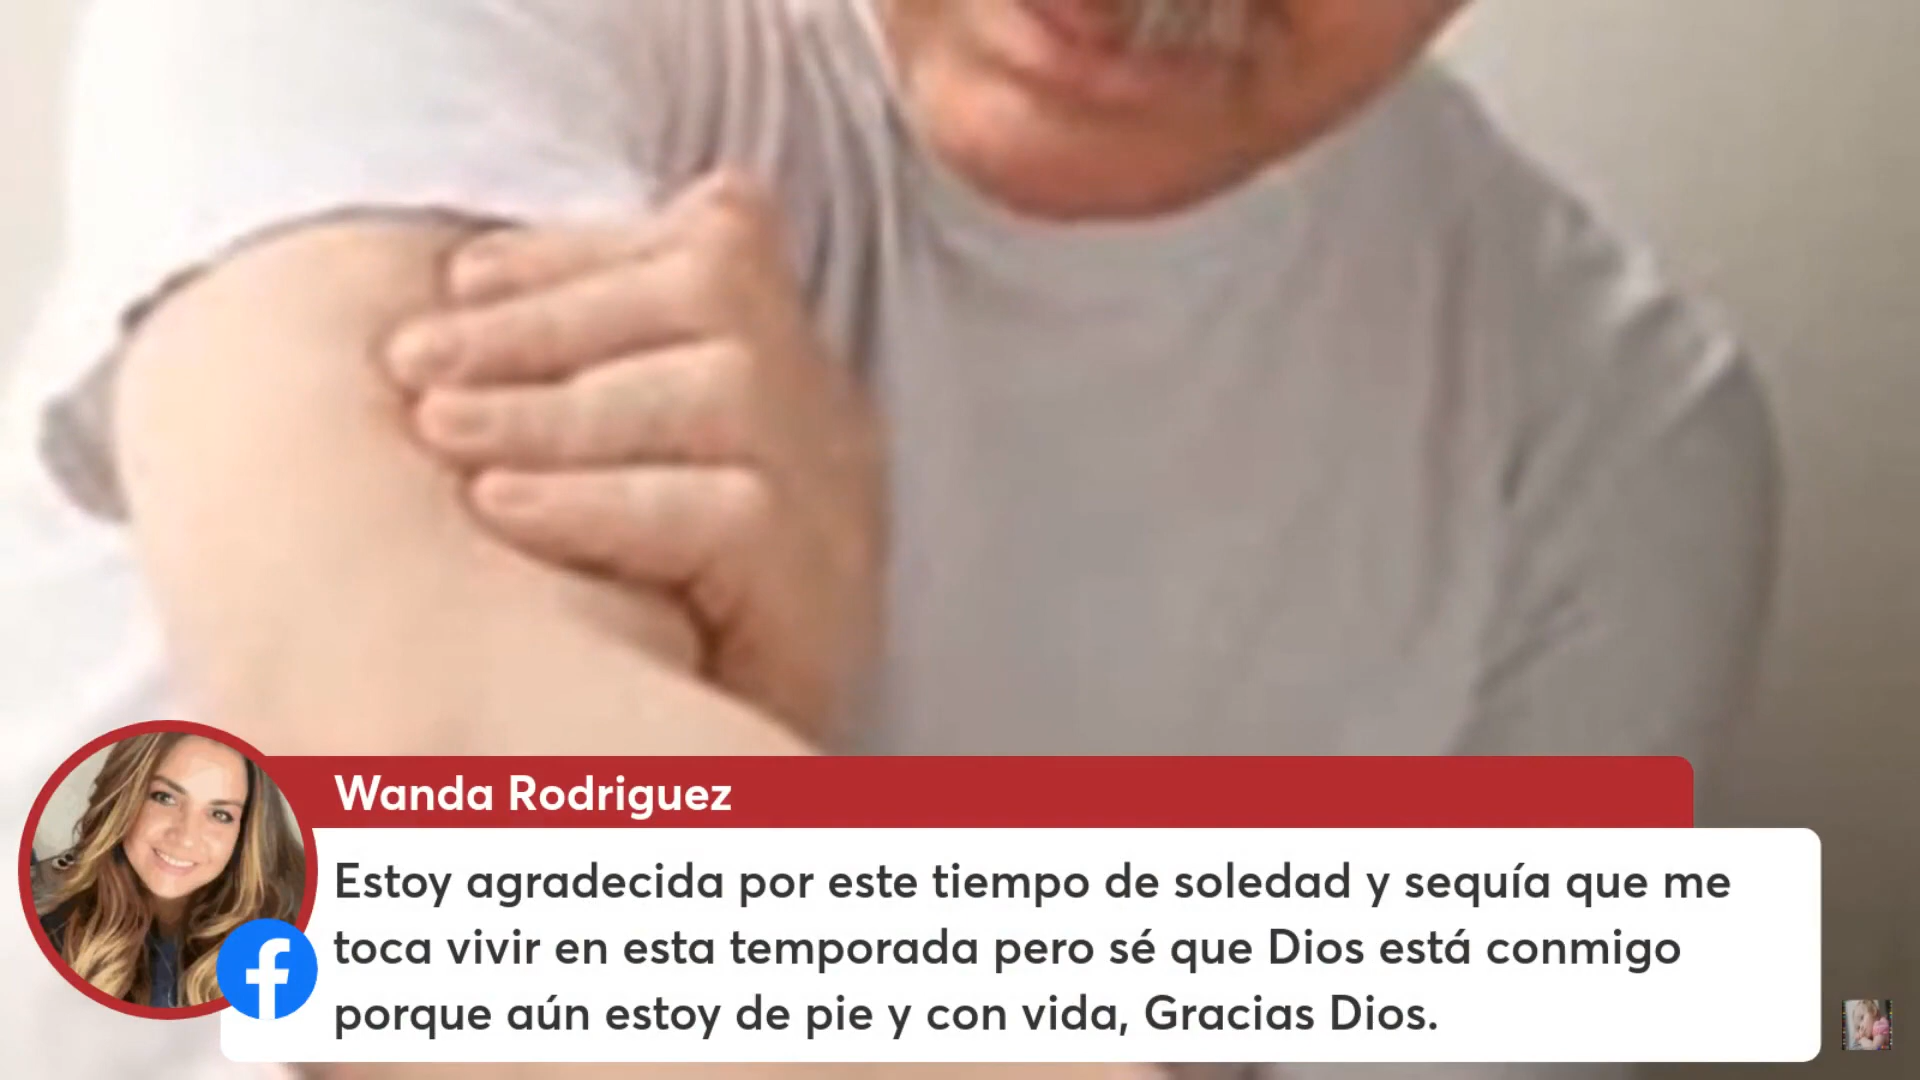 Wanda Rodriguez
Estoy agradecida por este tiempo de soledad y sequía que me
toca vivir en esta temporada pero sé que Dios está conmigo
porque aún estoy de pie y con vida, Gracias Dios.